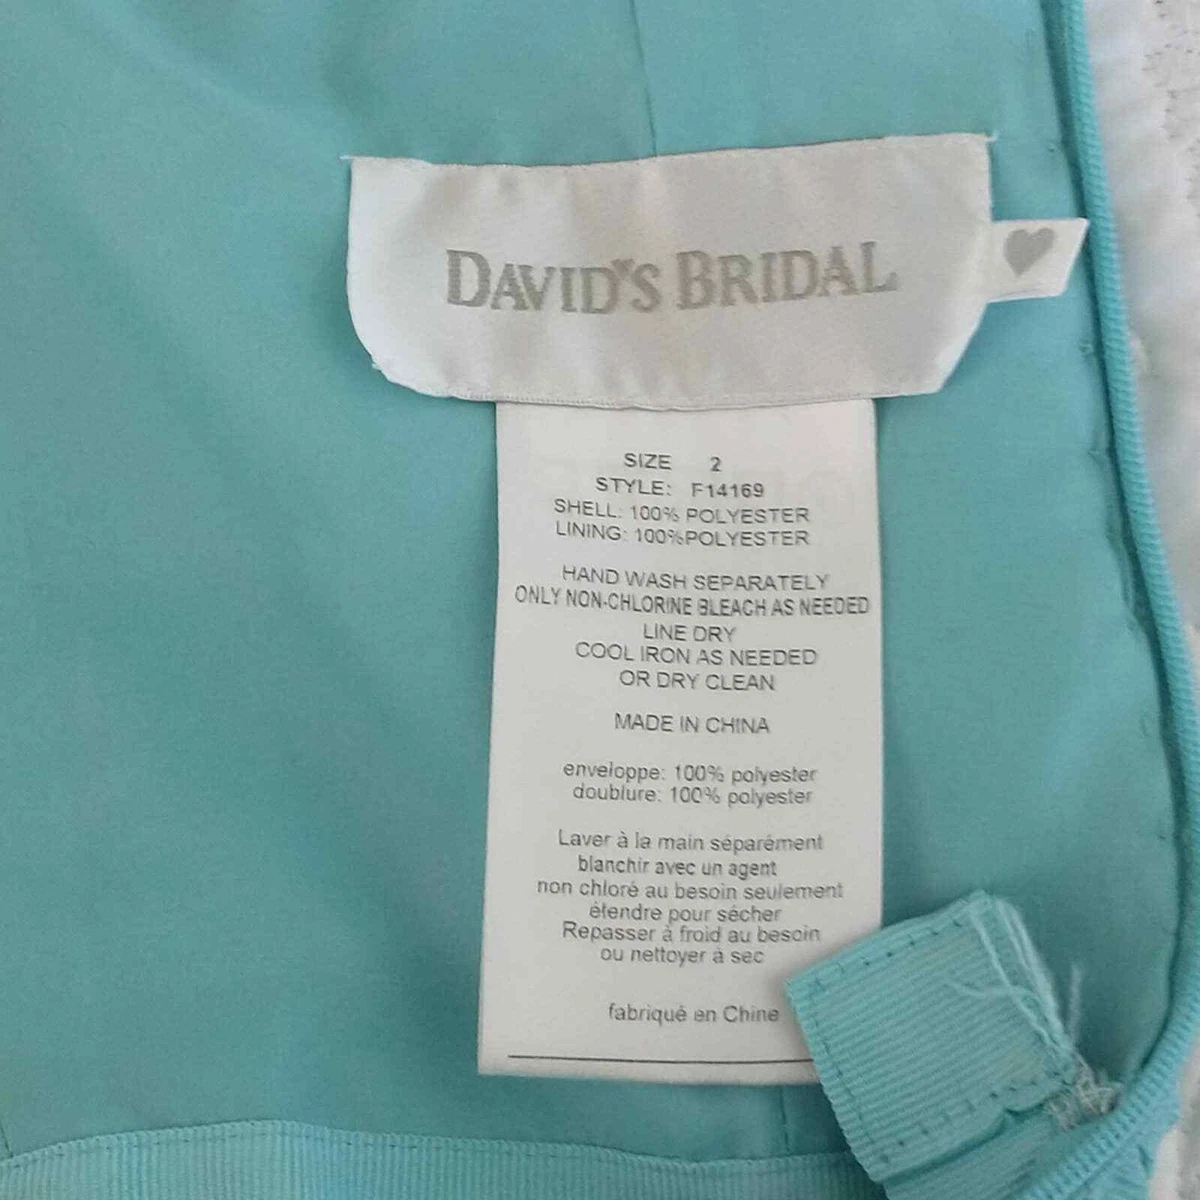 DAVID'S BRIDAL
SIZE 2
STYLE: F14169
SHELL: 100% POLYESTER
LINING: 100%POLYESTER
HAND WASH SEPARATELY
ONLY NON-CHLORINE BLEACH AS NEEDED
LINE DRY
COOL IRON AS NEEDED
OR DRY CLEAN
MADE IN CHINA
enveloppe: 100% polyester
doublure: 100% polyester
Laver à la main séparément
blanchir avec un agent
non chloré au besoin seulement
étendre pour sécher
Repasser à froid au besoin
ou nettoyer à sec
fabriqué en Chine